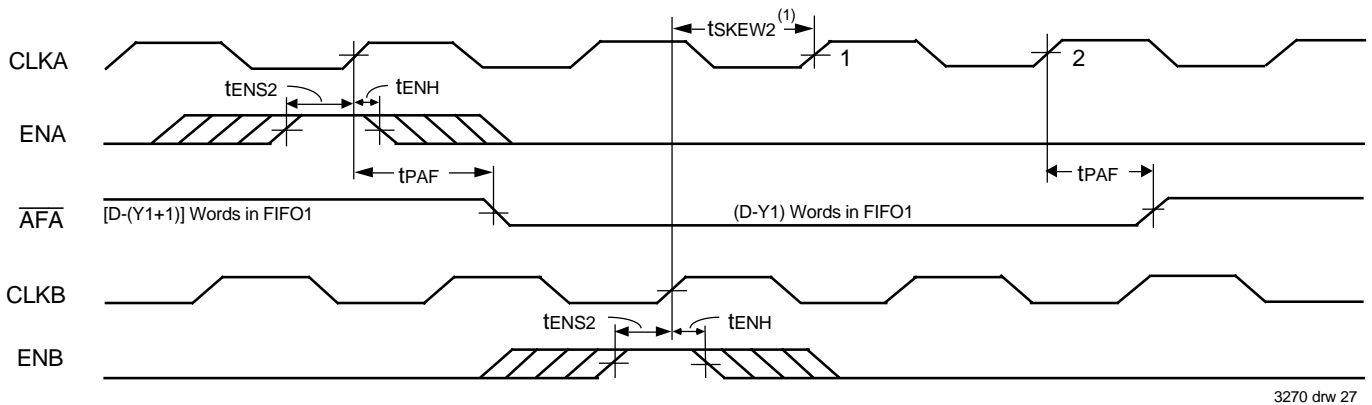 tSKEW2 (1)
CLKA
1
2
tENS2
tENH
ENA
tPAF
tPAF
AFA
[D-(Y1+1)] Words in FIFO1
(D-Y1) Words in FIFO1
CLKB
tENS2
tENH
ENB
3270 drw 27